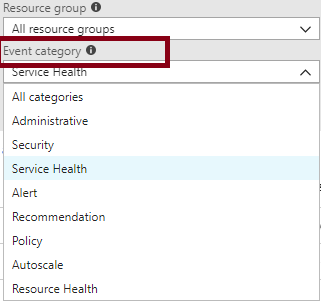 Resource group
All resource groups
Event category
Service Health
All categories
Administrative
Security
Service Health
Alert
Recommendation
Policy
Autoscale
Resource Health